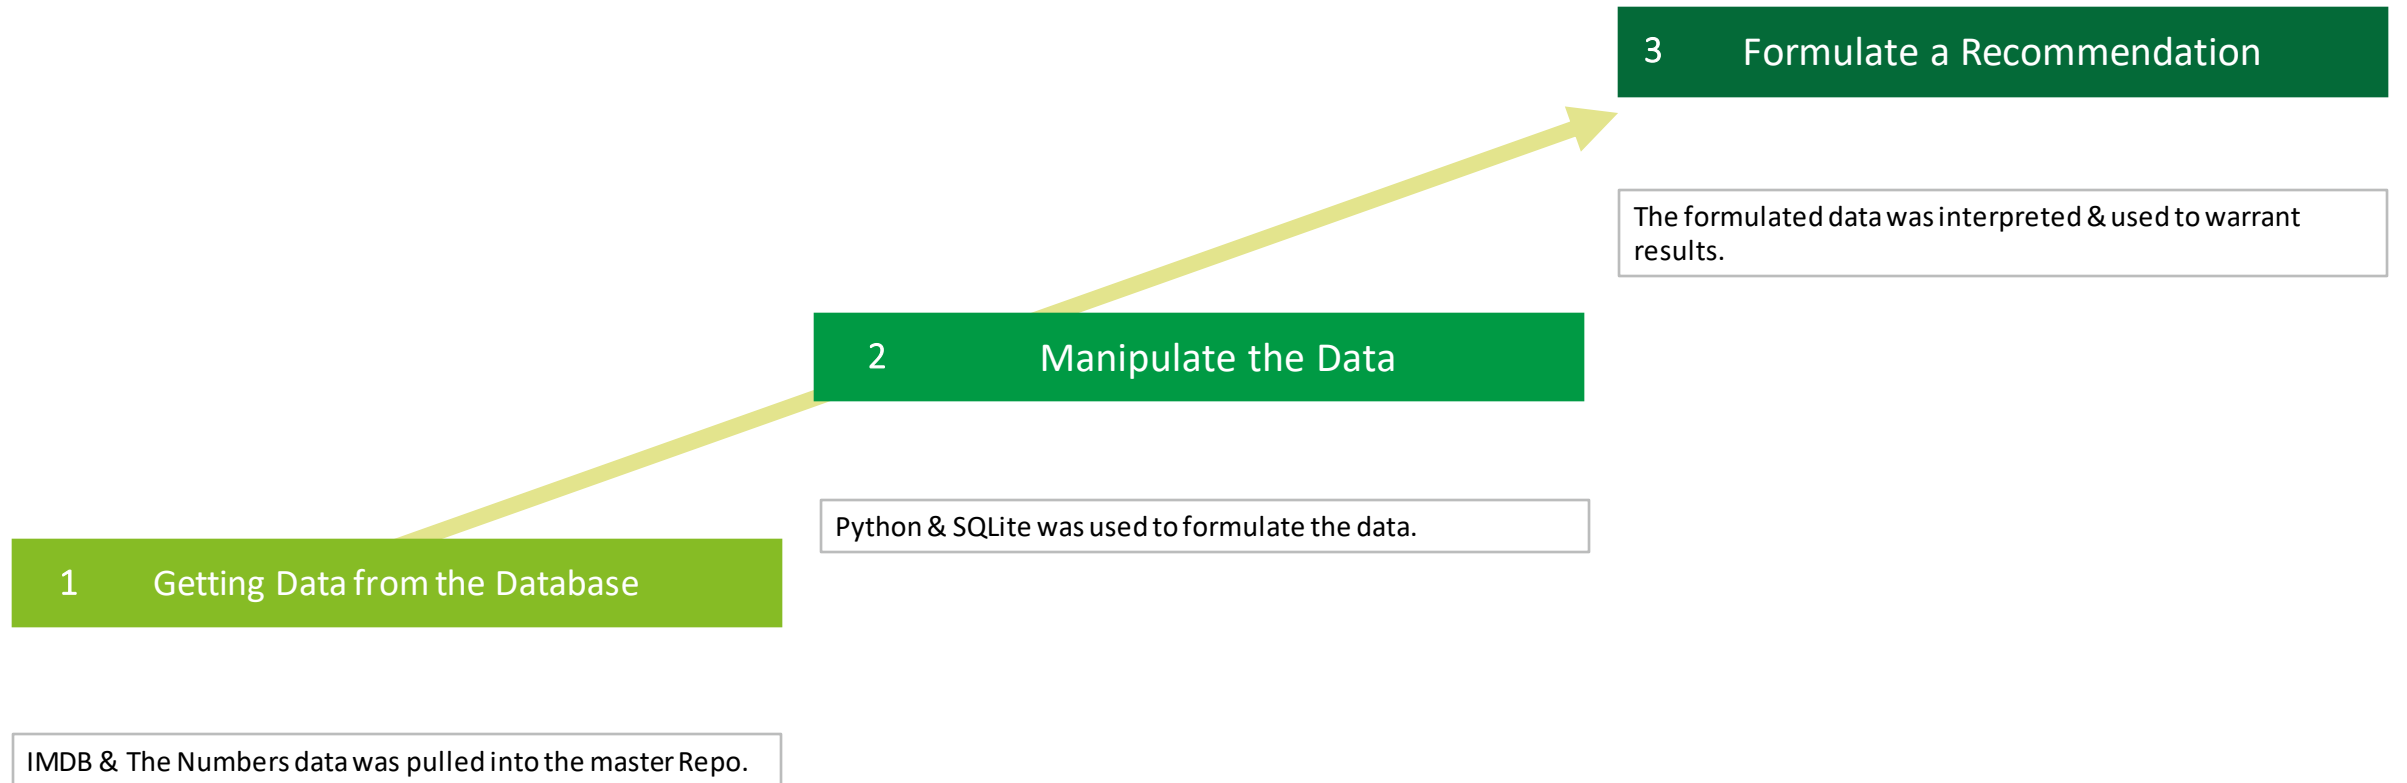 3 Formulate a Recommendation
The formulated data was interpreted & used to warrant
results.
2 Manipulate the Data
Python & SQLite was used to formulate the data.
1 Getting Data from the Database
IMDB & The Numbers data was pulled into the master Repo.